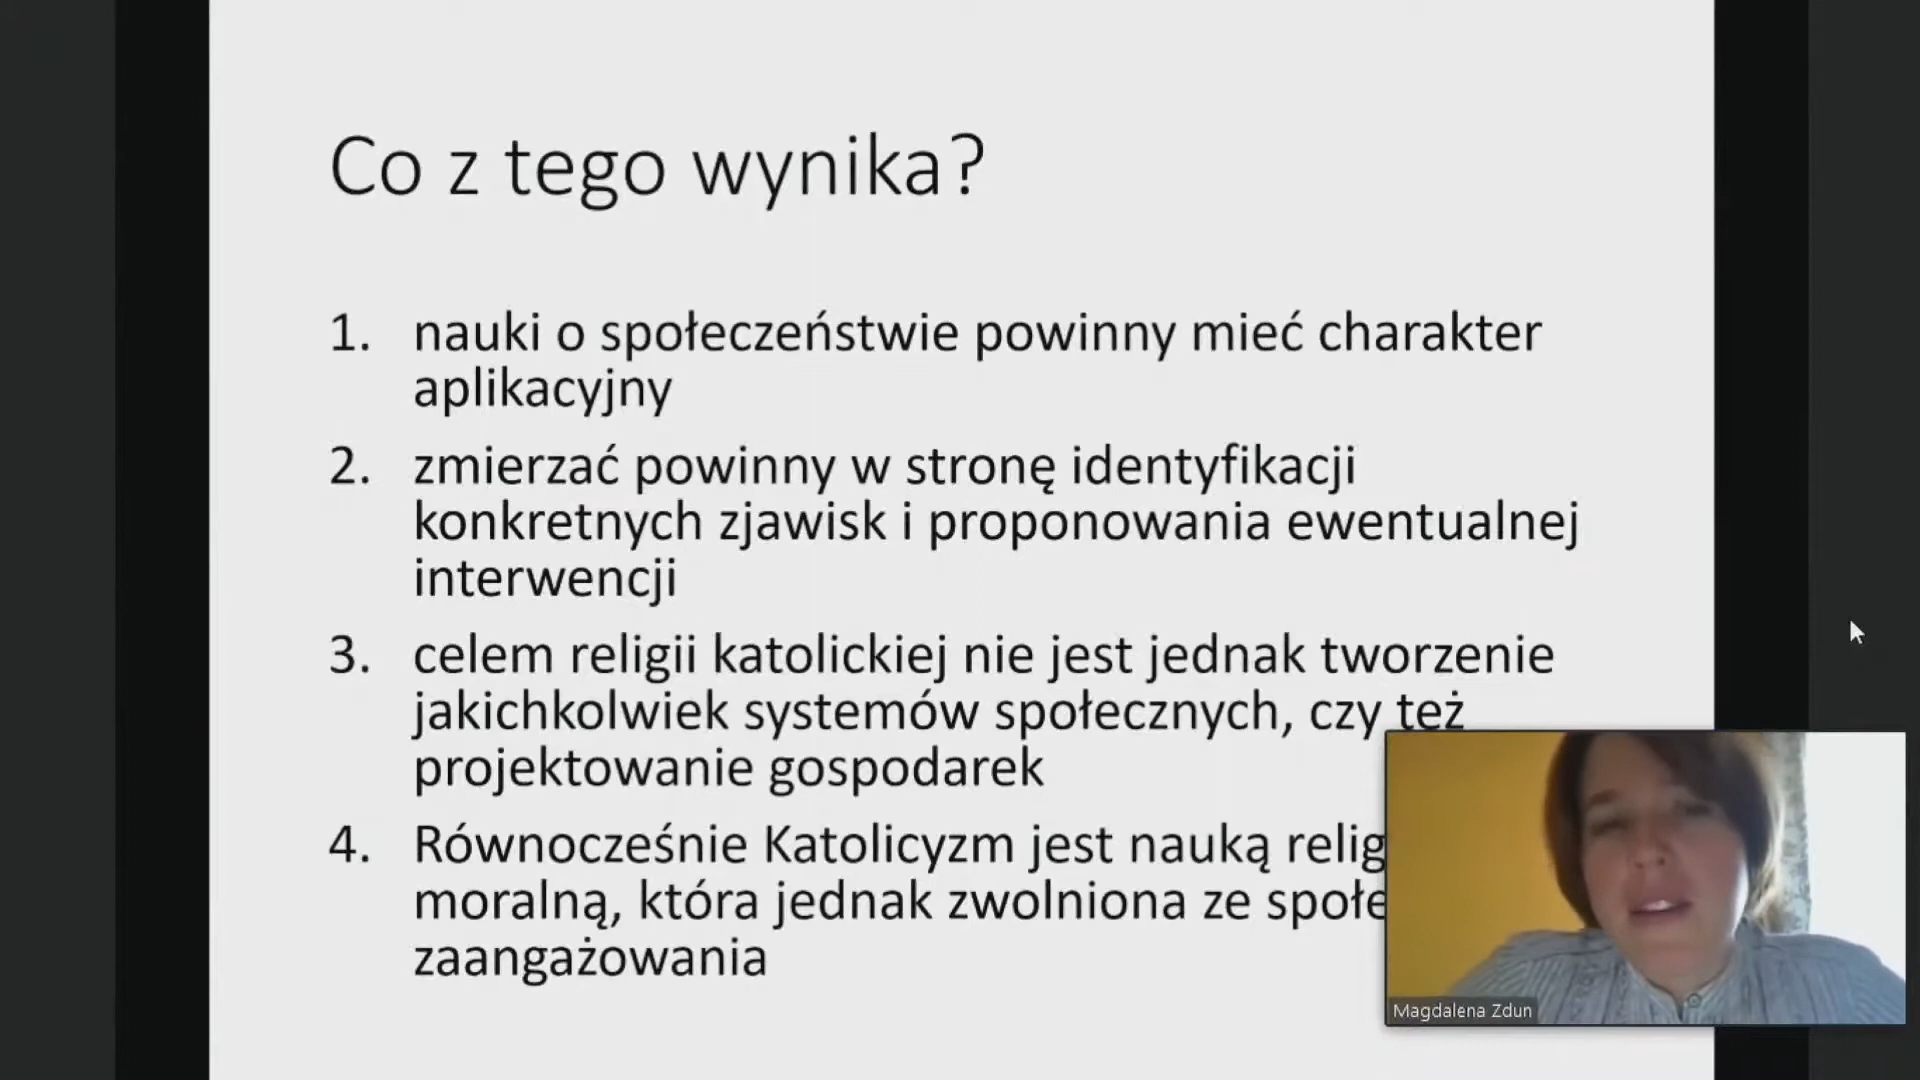 Co z tego wynika?
1. nauki o społeczeństwie powinny mieć charakter
aplikacyjny
2. zmierzać powinny w stronę identyfikacji
konkretnych zjawisk i proponowania ewentualnej
interwencji
3. celem religii katolickiej nie jest jednak tworzenie
jakichkolwiek systemów społecznych, czy też
projektowanie gospodarek
4. Równocześnie Katolicyzm jest nauką
moralną, która jednak zwolniona ze
zaangażowania
Magdalena Zdun